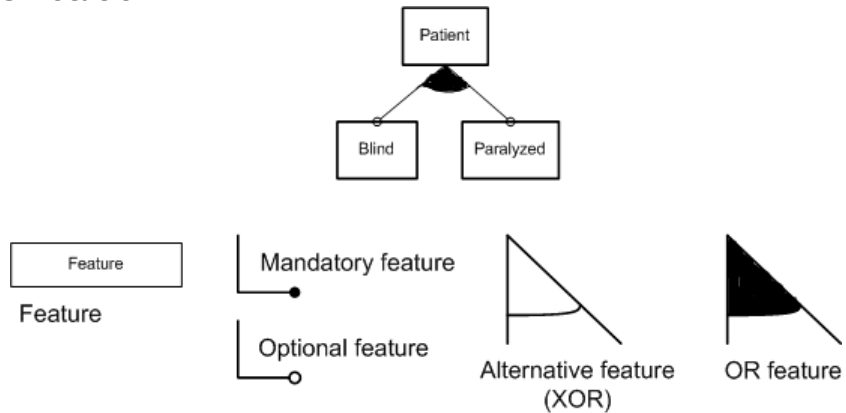 Patient
Blind
Paralyzed
Feature
Feature
Mandatory feature
Optional feature
Alternative feature
(XOR)
OR feature